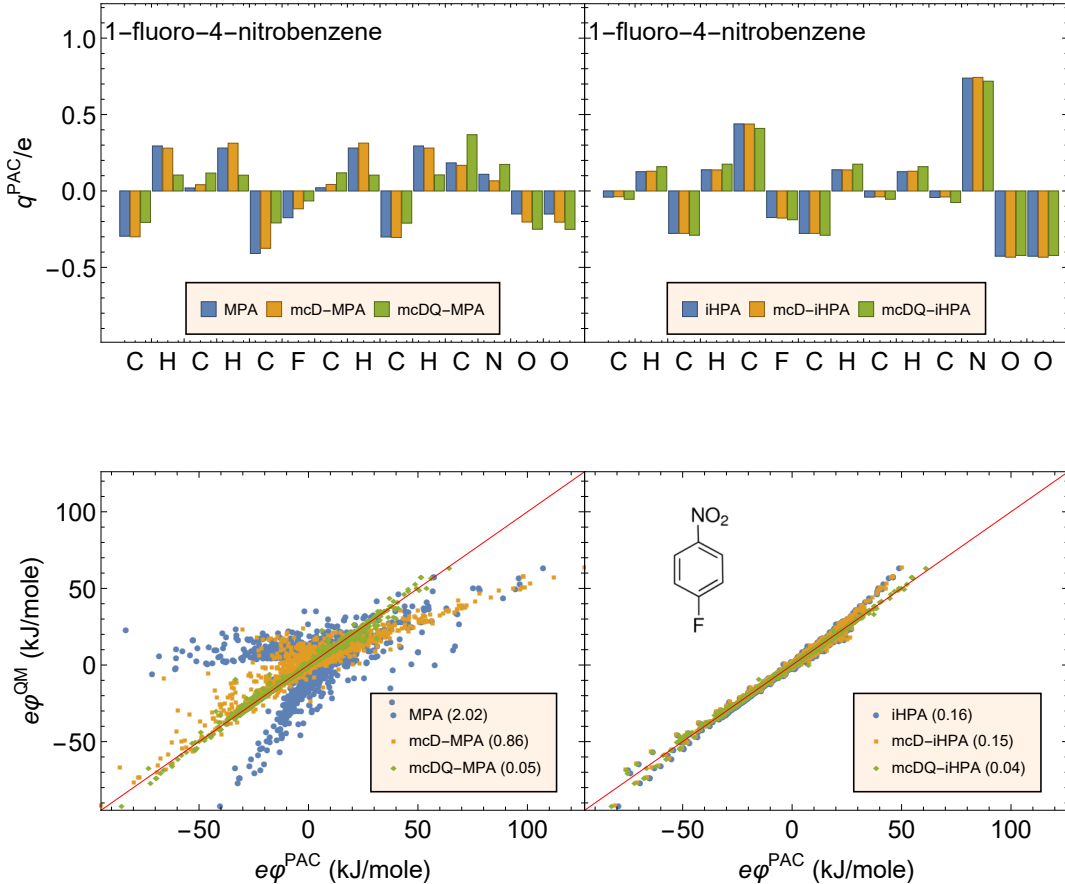 1−fluoro−4−nitrobenzene
1−fluoro−4−nitrobenzene
q^PAC/e
1.0
0.5
0.0
−0.5
MPA mcD−MPA mcDQ−MPA
iHPA mcD−iHPA mcDQ−iHPA
C H C H C F C H C H C N O O
C H C H C F C H C H C N O O
eφ^QM (kJ/mole)
100
50
0
−50
MPA (2.02)
mcD−MPA (0.86)
mcDQ−MPA (0.05)
NO₂
F
iHPA (0.16)
mcD−iHPA (0.15)
mcDQ−iHPA (0.04)
−50 0 50 100
−50 0 50 100
eφ^PAC (kJ/mole)
eφ^PAC (kJ/mole)